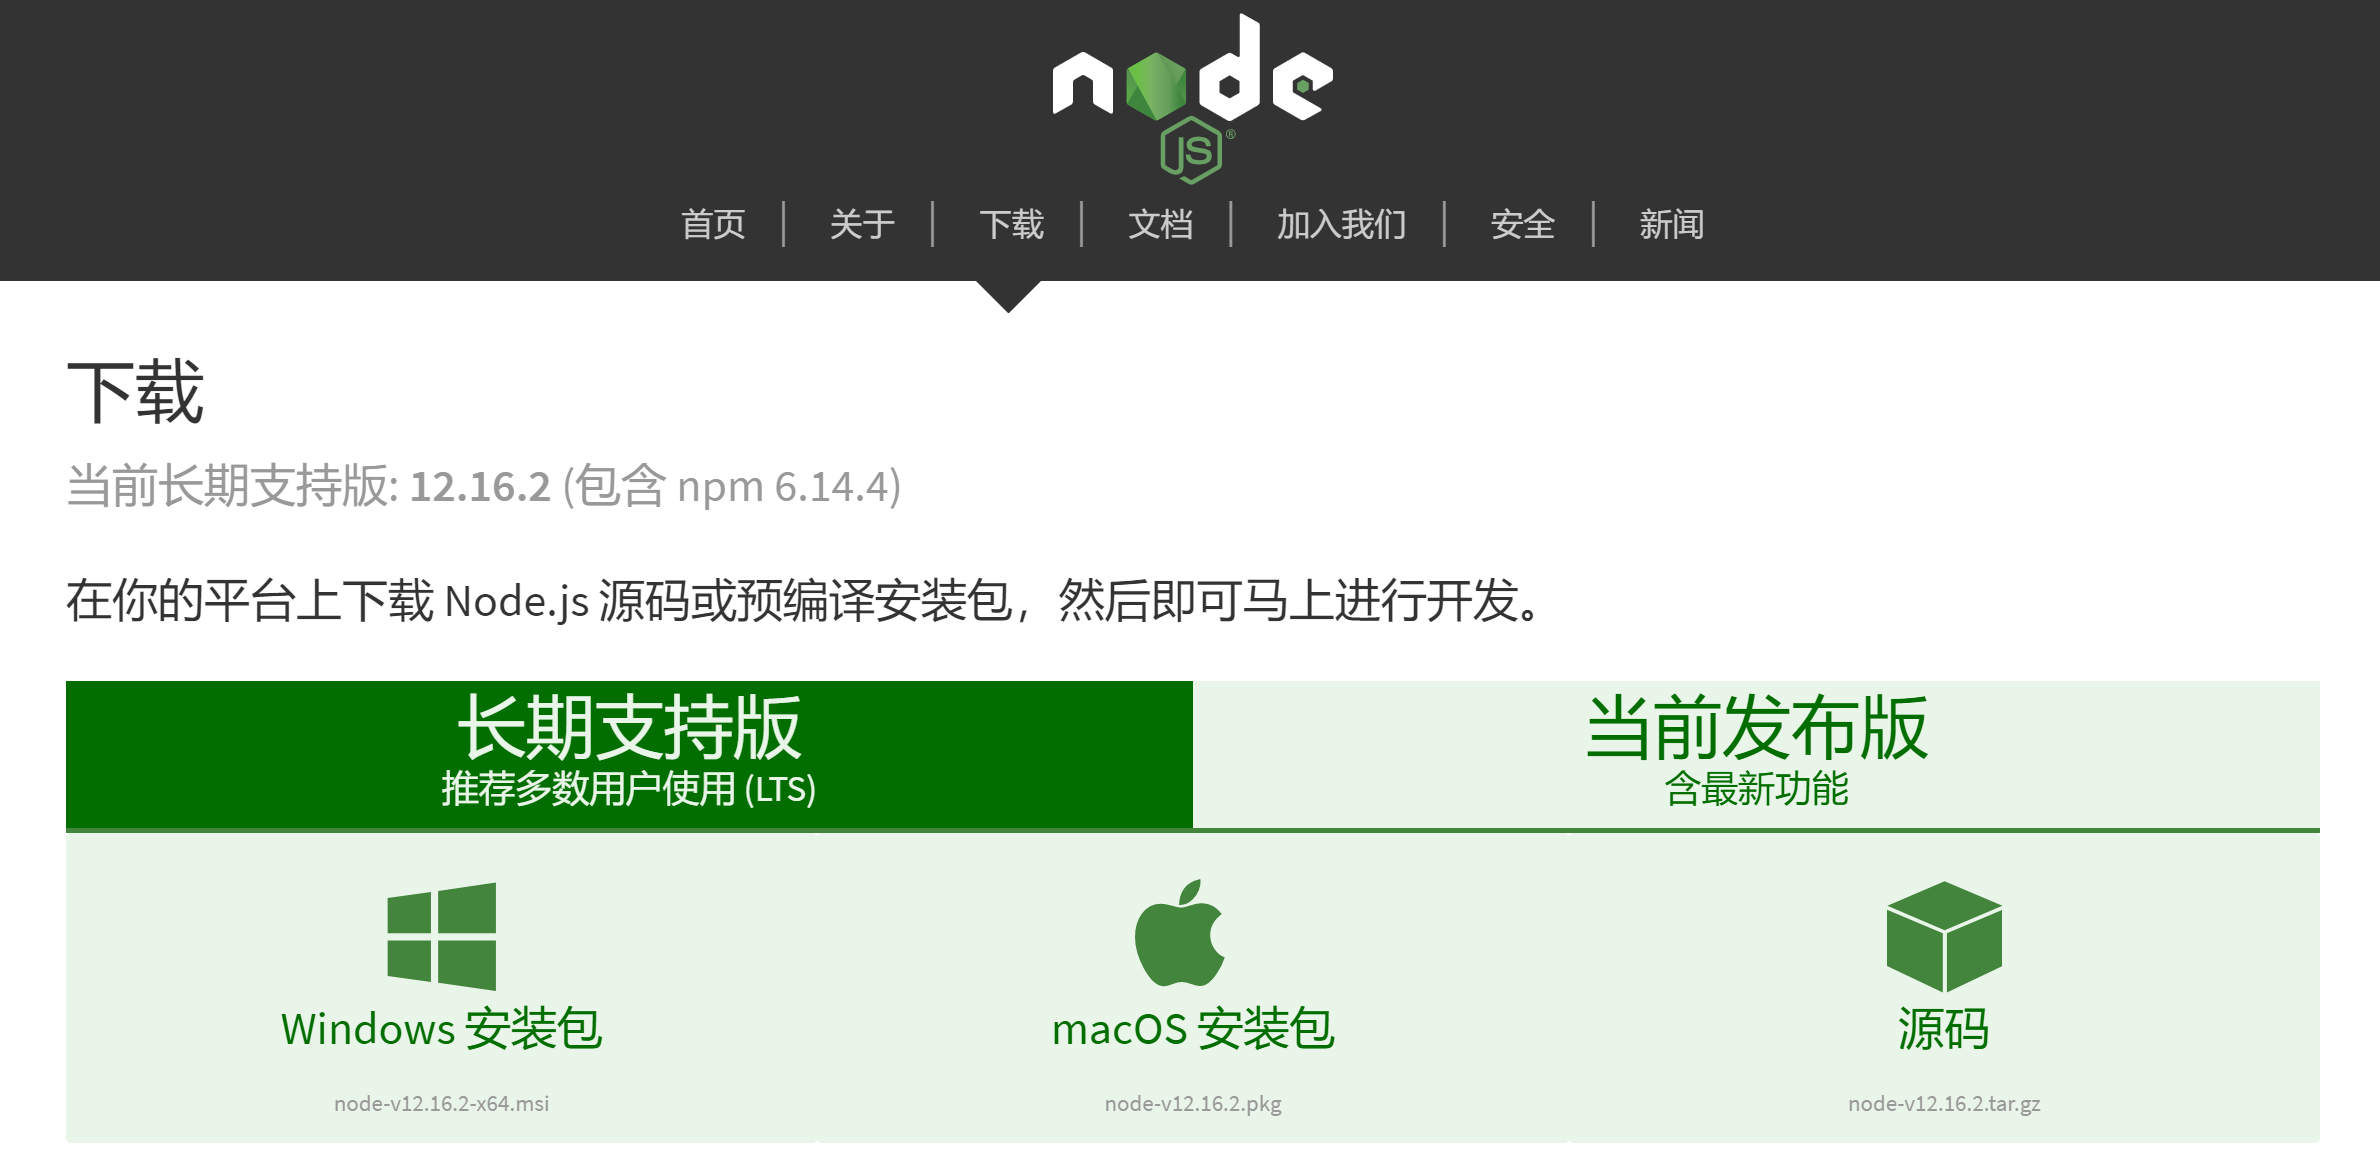 node
JS®
首页 | 关于 | 下载 | 文档 | 加入我们 | 安全 | 新闻
下载
当前长期支持版: 12.16.2 (包含 npm 6.14.4)
在你的平台上下载 Node.js 源码或预编译安装包，然后即可马上进行开发。
长期支持版
推荐多数用户使用 (LTS)
当前发布版
含最新功能
Windows 安装包
node-v12.16.2-x64.msi
macOS 安装包
node-v12.16.2.pkg
源码
node-v12.16.2.tar.gz